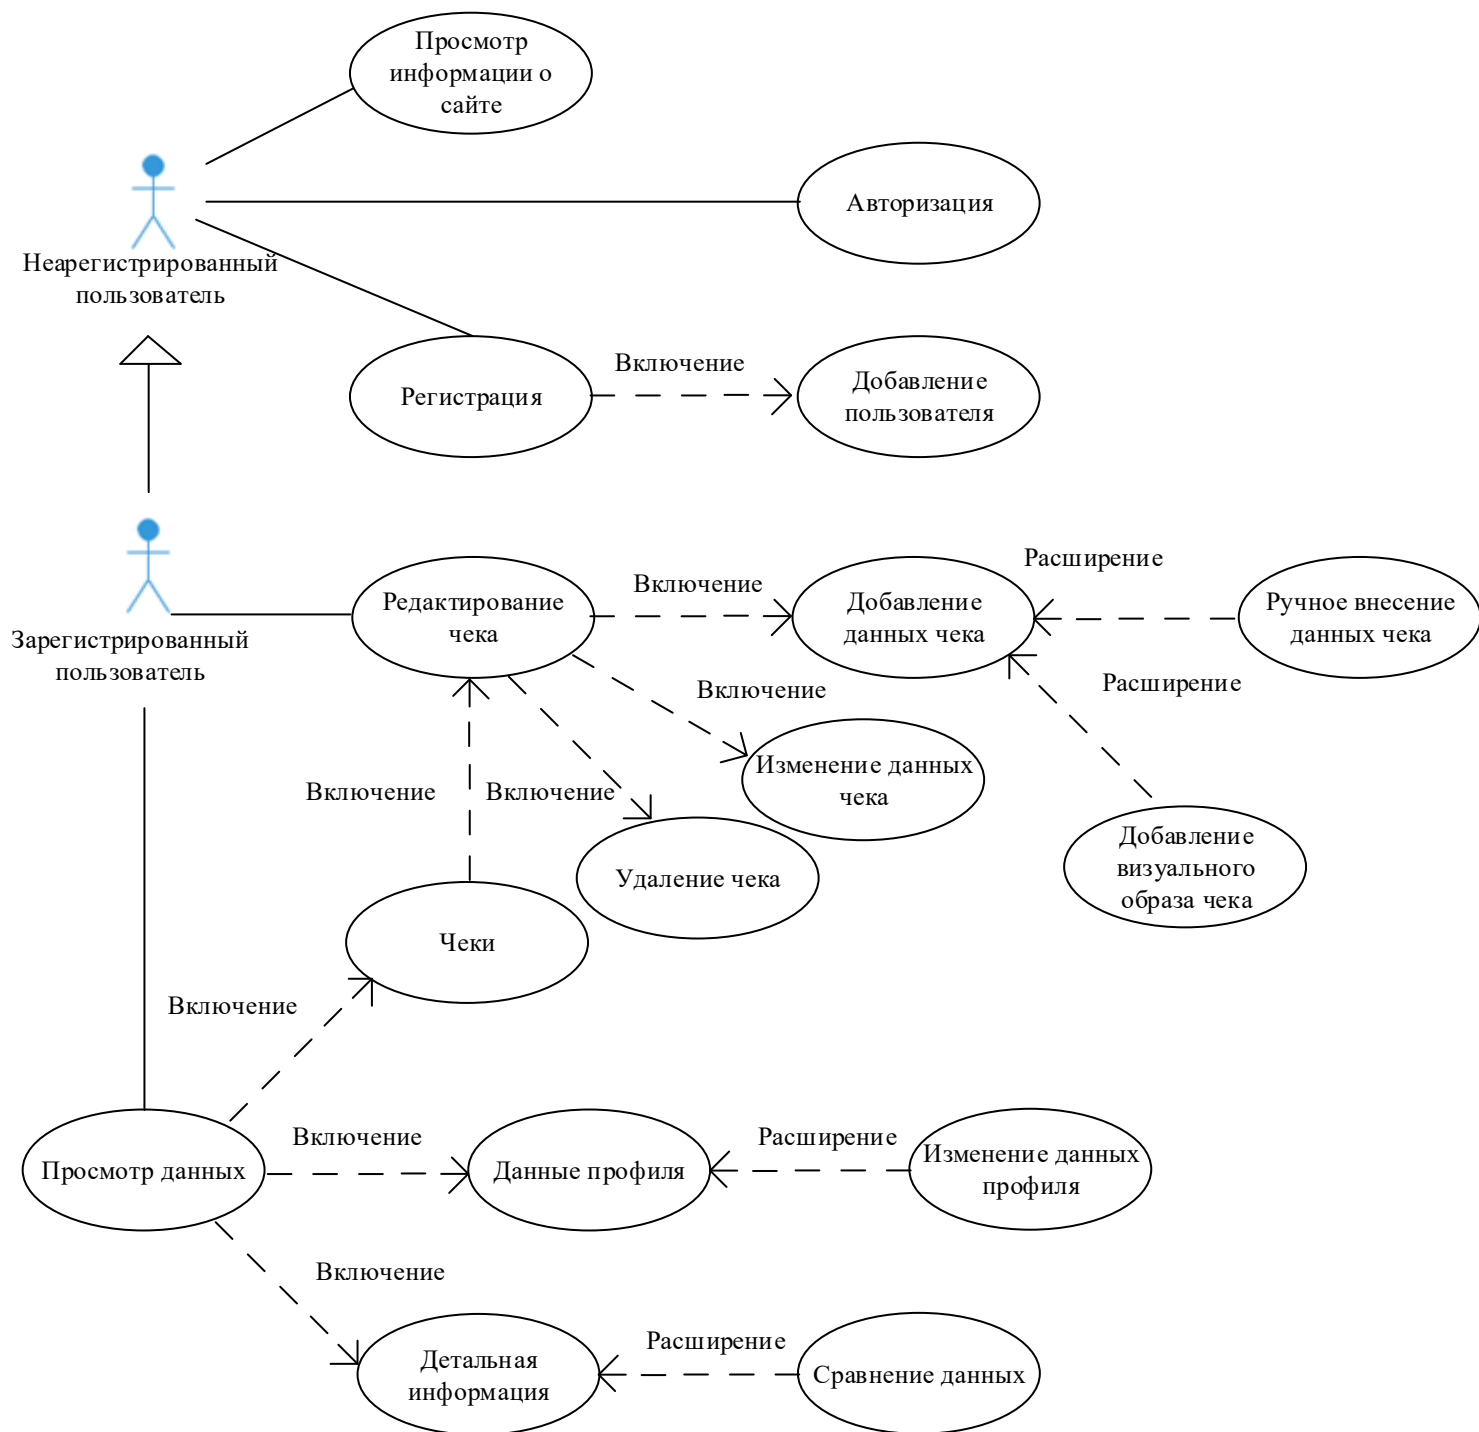 Просмотр
информации о
сайте
Авторизация
Неарегистрированный
пользователь
Включение
Регистрация
Добавление
пользователя
Расширение
Включение
Редактирование
чека
Добавление
данных чека
Ручное внесение
данных чека
Зарегистрированный
пользователь
Включение
Расширение
Изменение данных
чека
Включение
Включение
Добавление
визуального
образа чека
Удаление чека
Чеки
Включение
Включение
Расширение
Просмотр данных
Данные профиля
Изменение данных
профиля
Включение
Расширение
Детальная
информация
Сравнение данных